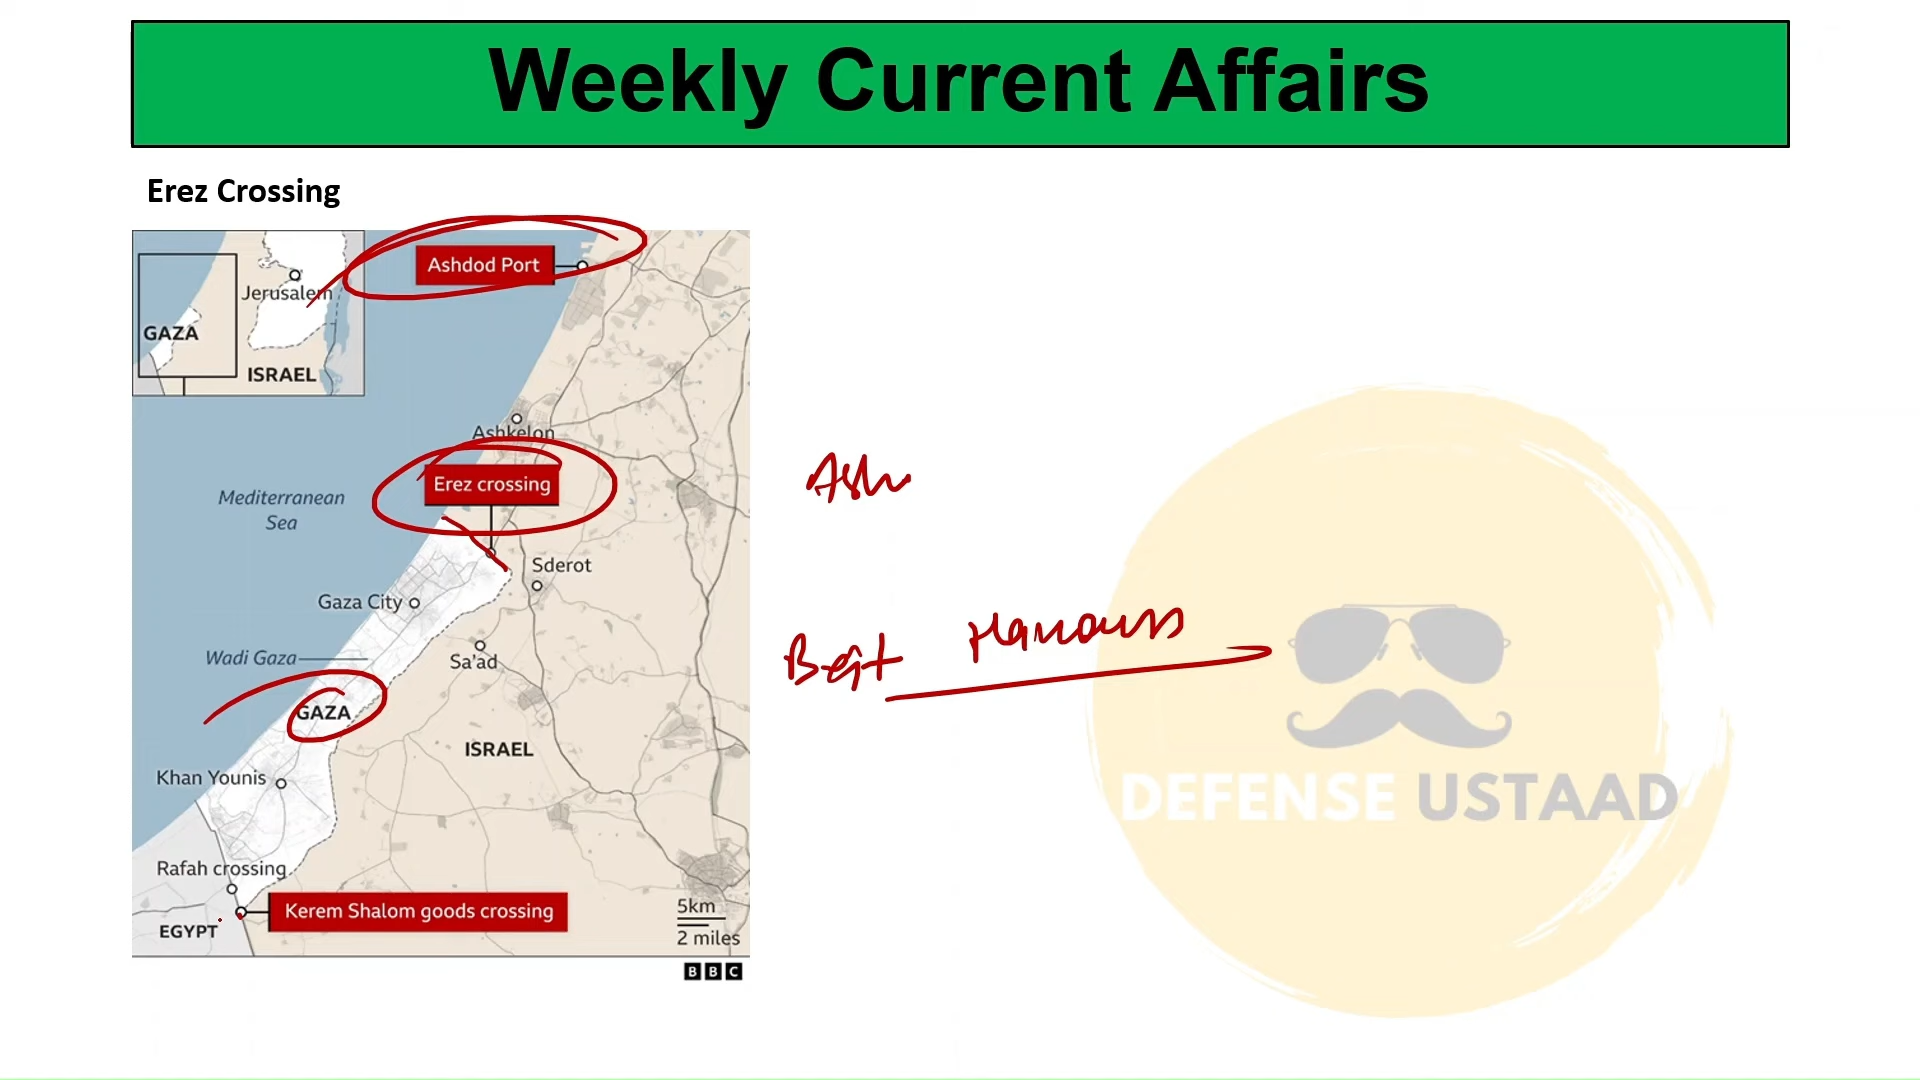 Weekly Current Affairs
Erez Crossing
Ashdod Port
Jerusalem
GAZA
ISRAEL
Ashkelon
Erez crossing
Mediterranean
Sea
Sderot
Gaza City
Wadi Gaza
Sa'ad
GAZA
ISRAEL
Khan Younis
Rafah crossing
Kerem Shalom goods crossing
EGYPT
5km
2 miles
BBC
Ash
Beit
DEFENSE USTAAD